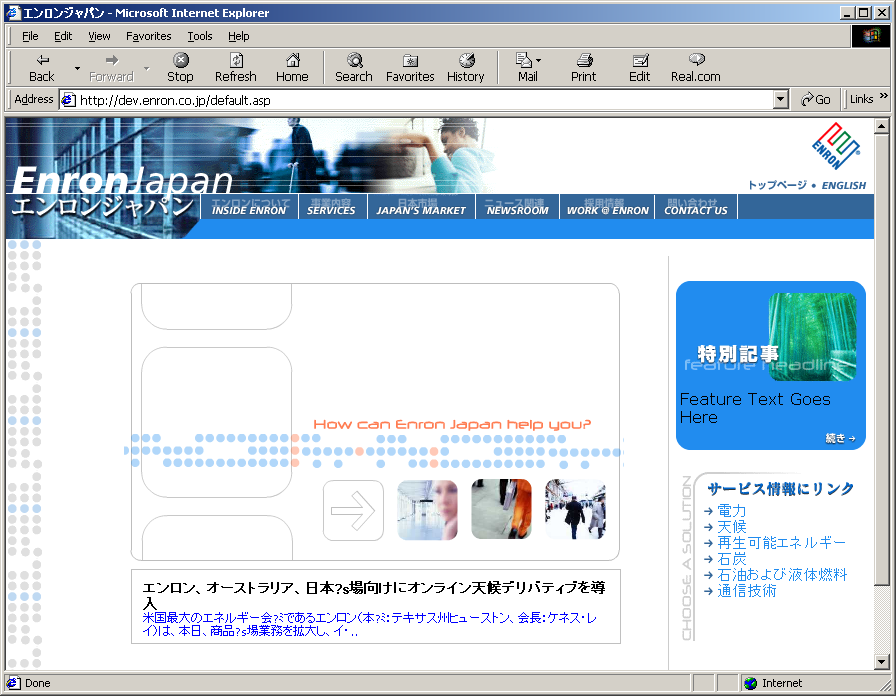 エンロンジャパン - Microsoft Internet Explorer
File Edit View Favorites Tools Help
Back Forward Stop Refresh Home Search Favorites History Mail Print Edit Real.com
Address http://dev.enron.co.jp/default.asp Go Links »
ENRON
EnronJapan
エンロンジャパン
トップページ • ENGLISH
エンロンについて 事業内容 日本市場 ニュース関連 採用情報 問い合わせ
INSIDE ENRON SERVICES JAPAN'S MARKET NEWSROOM WORK @ ENRON CONTACT US
特別記事
feature headline
Feature Text Goes
Here
続き→
How can Enron Japan help you?
CHOOSE A SOLUTION
サービス情報にリンク
電力
天候
再生可能エネルギー
石炭
石油および液体燃料
通信技術
エンロン、オーストラリア、日本?s場向けにオンライン天候デリバティブを導
入
米国最大のエネルギー会?ﾐであるエンロン(本?ﾐ:テキサス州ヒューストン、会長:ケネス・レ
イ)は、本日、商品?s場業務を拡大し、イ・..
Done Internet